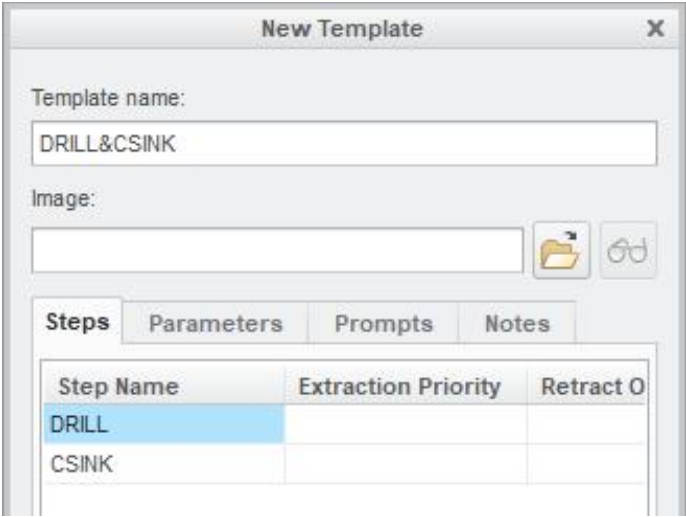 New Template
Template name:
DRILL&CSINK
Image:
Steps Parameters Prompts Notes
Step Name Extraction Priority Retract O
DRILL
CSINK